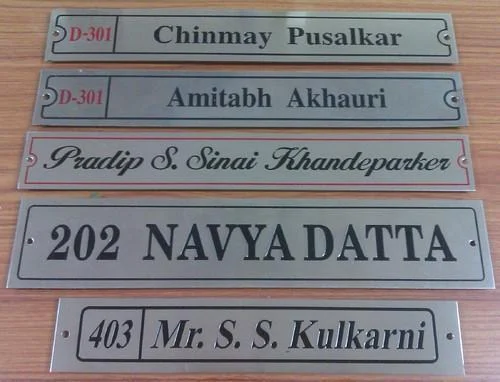 D-301 Chinmay Pusalkar
D-301 Amitabh Akhauri
Pradip S. Sinai Khandeparker
202 NAVYA DATTA
403 Mr. S. S. Kulkarni